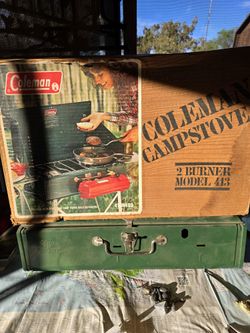 Coleman
COLEMAN
CAMPSTOVE
2 BURNER
MODEL 413